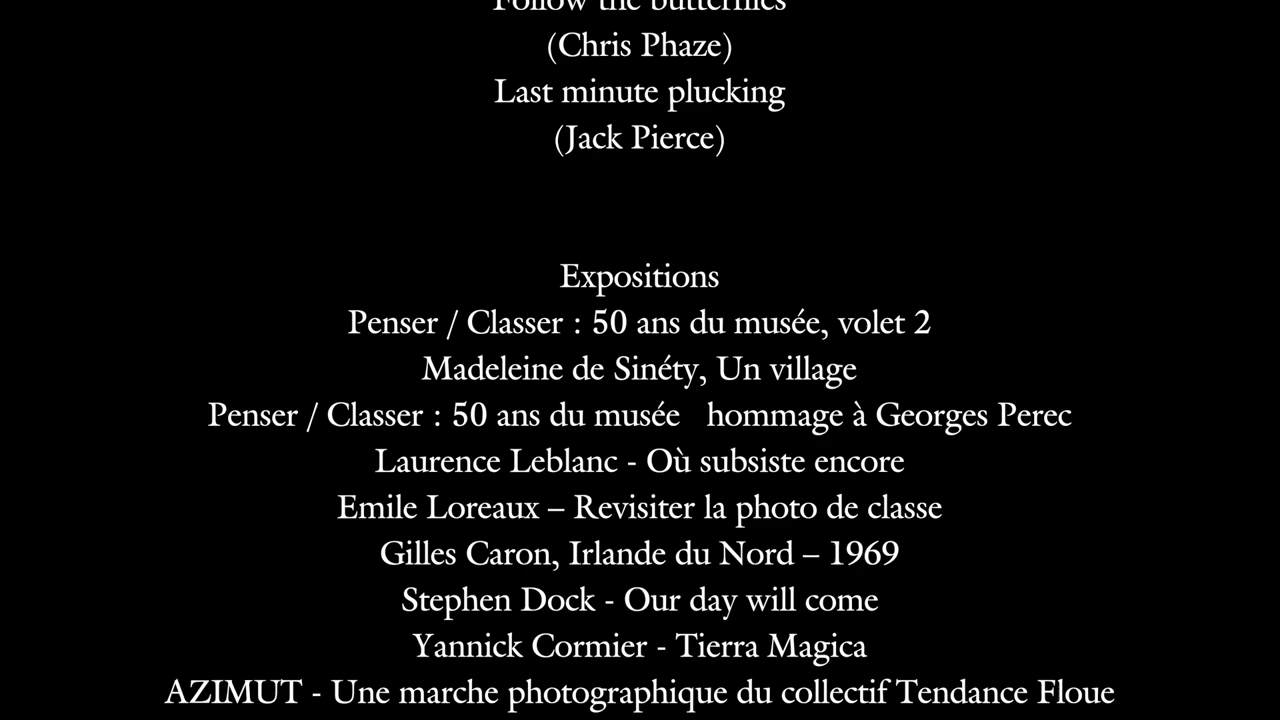 Follow the butterflies
(Chris Phaze)
Last minute plucking
(Jack Pierce)
Expositions
Penser / Classer : 50 ans du musée, volet 2
Madeleine de Sinéty, Un village
Penser / Classer : 50 ans du musée hommage à Georges Perec
Laurence Leblanc - Où subsiste encore
Emile Loreaux – Revisiter la photo de classe
Gilles Caron, Irlande du Nord – 1969
Stephen Dock - Our day will come
Yannick Cormier - Tierra Magica
AZIMUT - Une marche photographique du collectif Tendance Floue